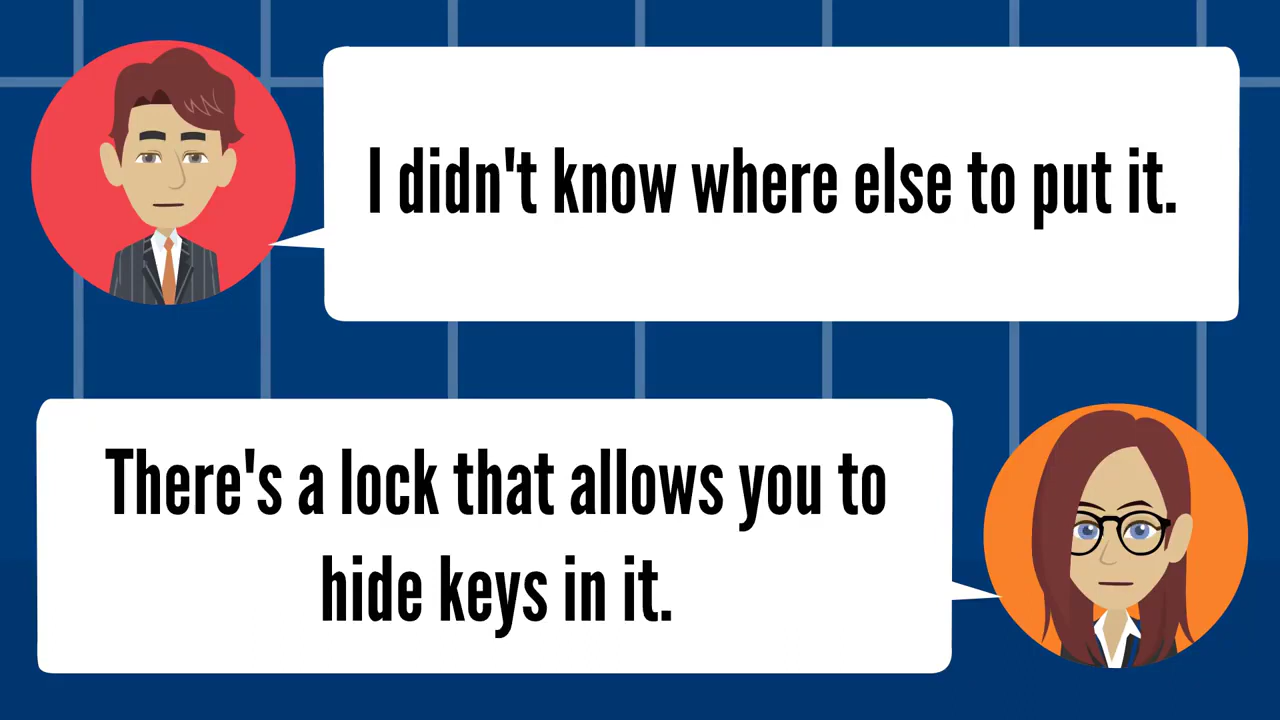 I didn't know where else to put it.
There's a lock that allows you to
hide keys in it.